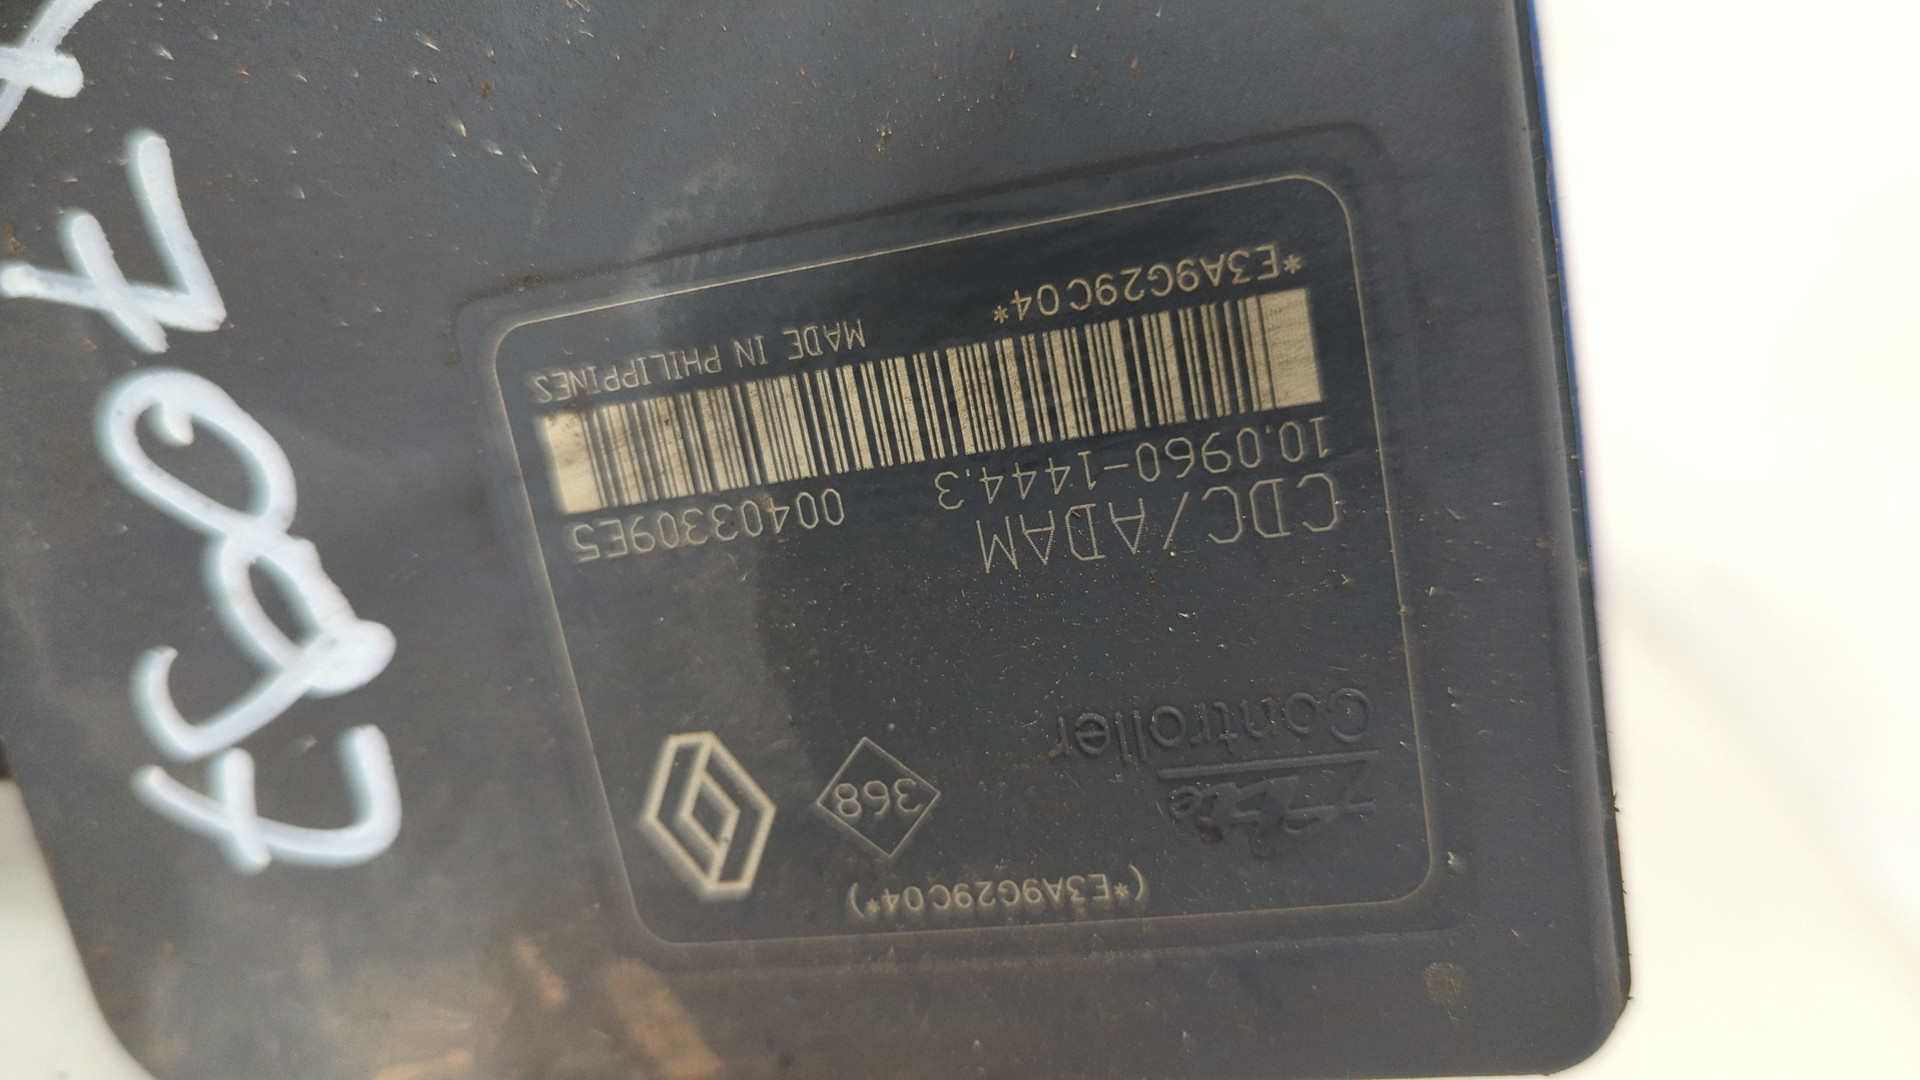 (*E3A9G29C04*)
368
Controller
CDC/ADAM
10.0960-1444.3
00403309E5
*E3A9G29C04*
MADE IN PHILIPPINES